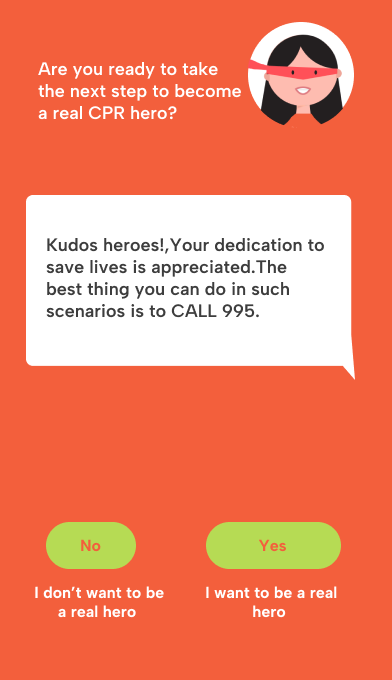 Are you ready to take
the next step to become
a real CPR hero?
Kudos heroes!,Your dedication to
save lives is appreciated.The
best thing you can do in such
scenarios is to CALL 995.
No
Yes
I don't want to be
a real hero
I want to be a real
hero